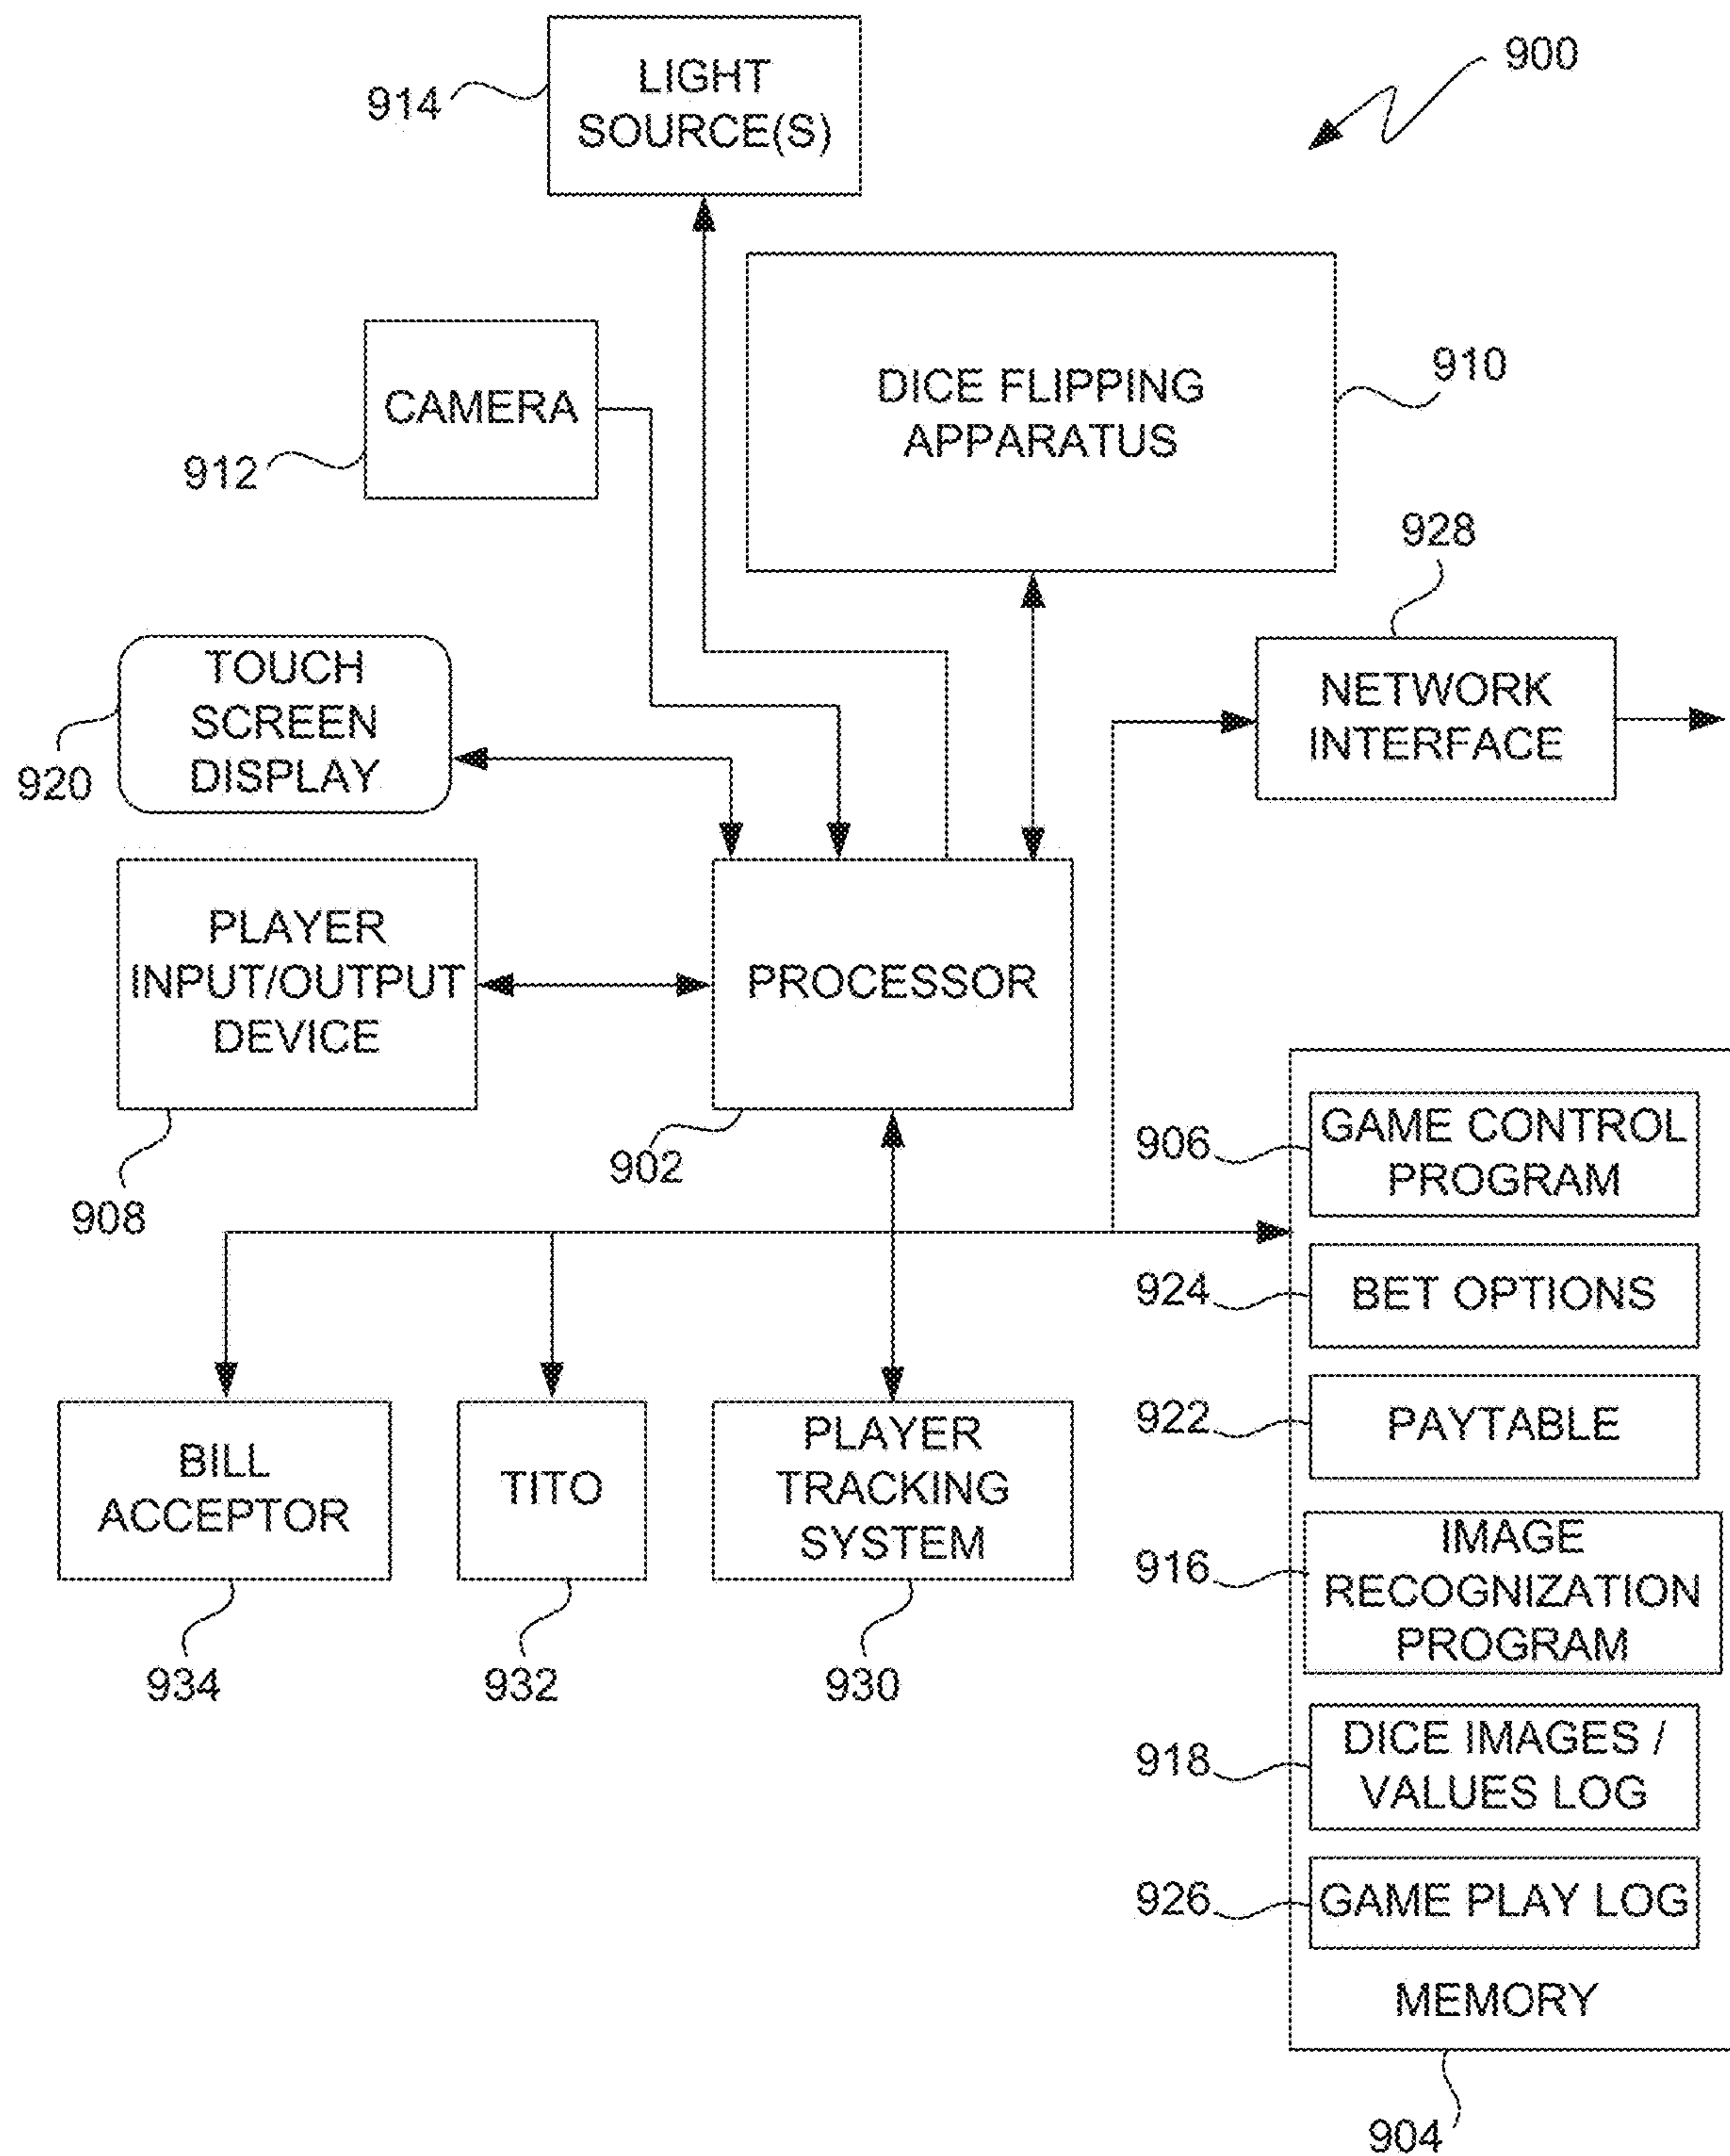 900
914
LIGHT
SOURCE(S)
910
DICE FLIPPING
APPARATUS
CAMERA
912
928
TOUCH
SCREEN
DISPLAY
920
NETWORK
INTERFACE
PLAYER
INPUT/OUTPUT
DEVICE
908
PROCESSOR
902
906
GAME CONTROL
PROGRAM
924
BET OPTIONS
922
PAYTABLE
916
IMAGE
RECOGNIZATION
PROGRAM
918
DICE IMAGES /
VALUES LOG
926
GAME PLAY LOG
MEMORY
904
BILL
ACCEPTOR
934
TITO
932
PLAYER
TRACKING
SYSTEM
930